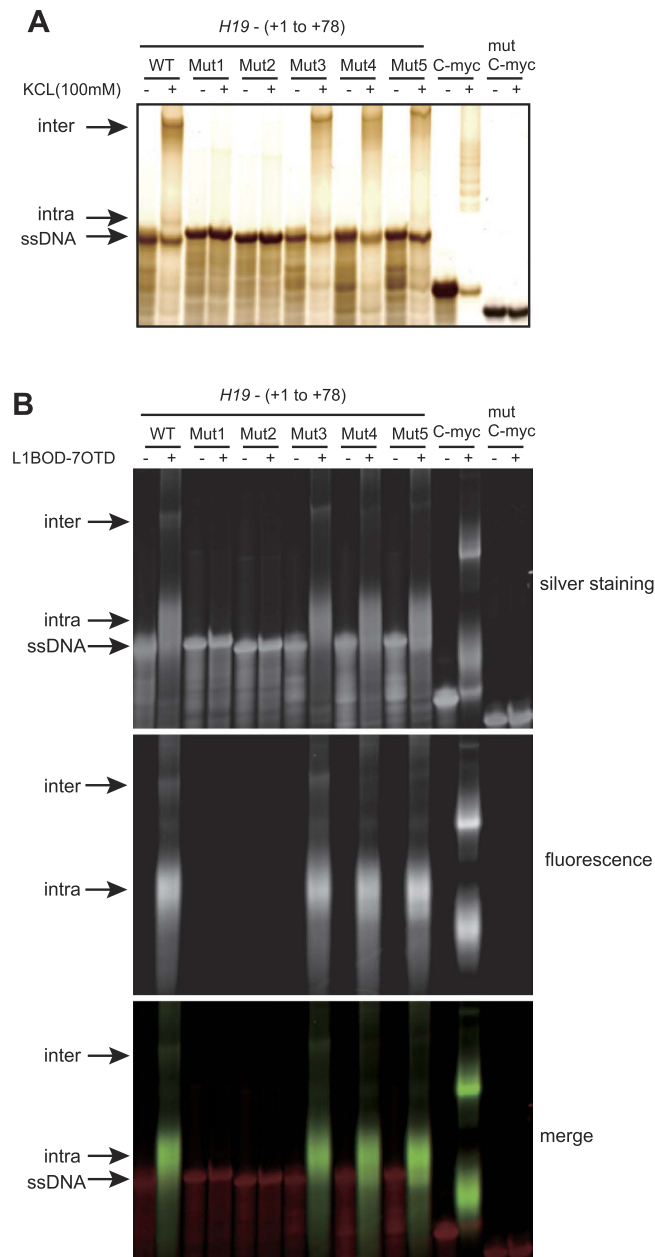 A
H19 - (+1 to +78)
WT Mut1 Mut2 Mut3 Mut4 Mut5 C-myc mut C-myc
KCL(100mM) - + - + - + - + - + - + - + - +
inter
intra
ssDNA
B
H19 - (+1 to +78)
WT Mut1 Mut2 Mut3 Mut4 Mut5 C-myc mut C-myc
L1BOD-7OTD - + - + - + - + - + - + - + - +
inter
intra
ssDNA
silver staining
inter
intra
fluorescence
inter
intra
ssDNA
merge